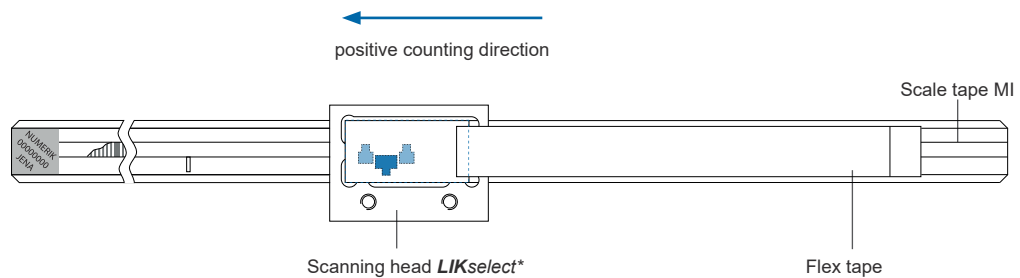 positive counting direction
Scale tape MI
NUMERIK
00000000
JENA
Scanning head LIKselect*
Flex tape